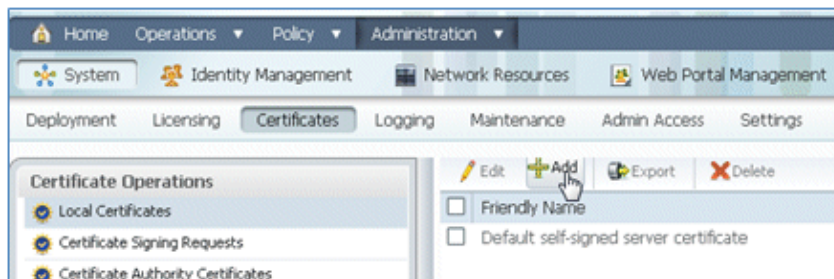 Home Operations ▼ Policy ▼ Administration ▼
System Identity Management Network Resources Web Portal Management
Deployment Licensing Certificates Logging Maintenance Admin Access Settings
Certificate Operations
Local Certificates
Certificate Signing Requests
Certificate Authority Certificates
Edit Add Export Delete
Friendly Name
Default self-signed server certificate